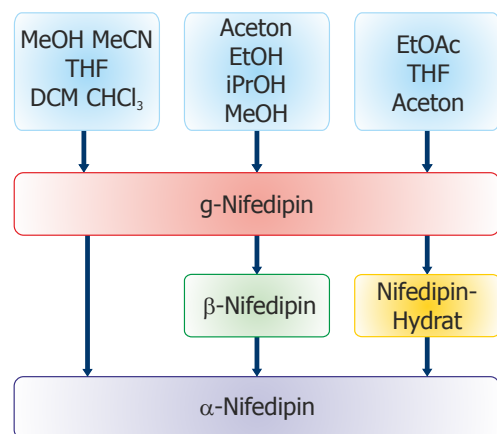 MeOH MeCN
THF
DCM CHCl₃
Aceton
EtOH
iPrOH
MeOH
EtOAc
THF
Aceton
g-Nifedipin
β-Nifedipin
Nifedipin-
Hydrat
α-Nifedipin